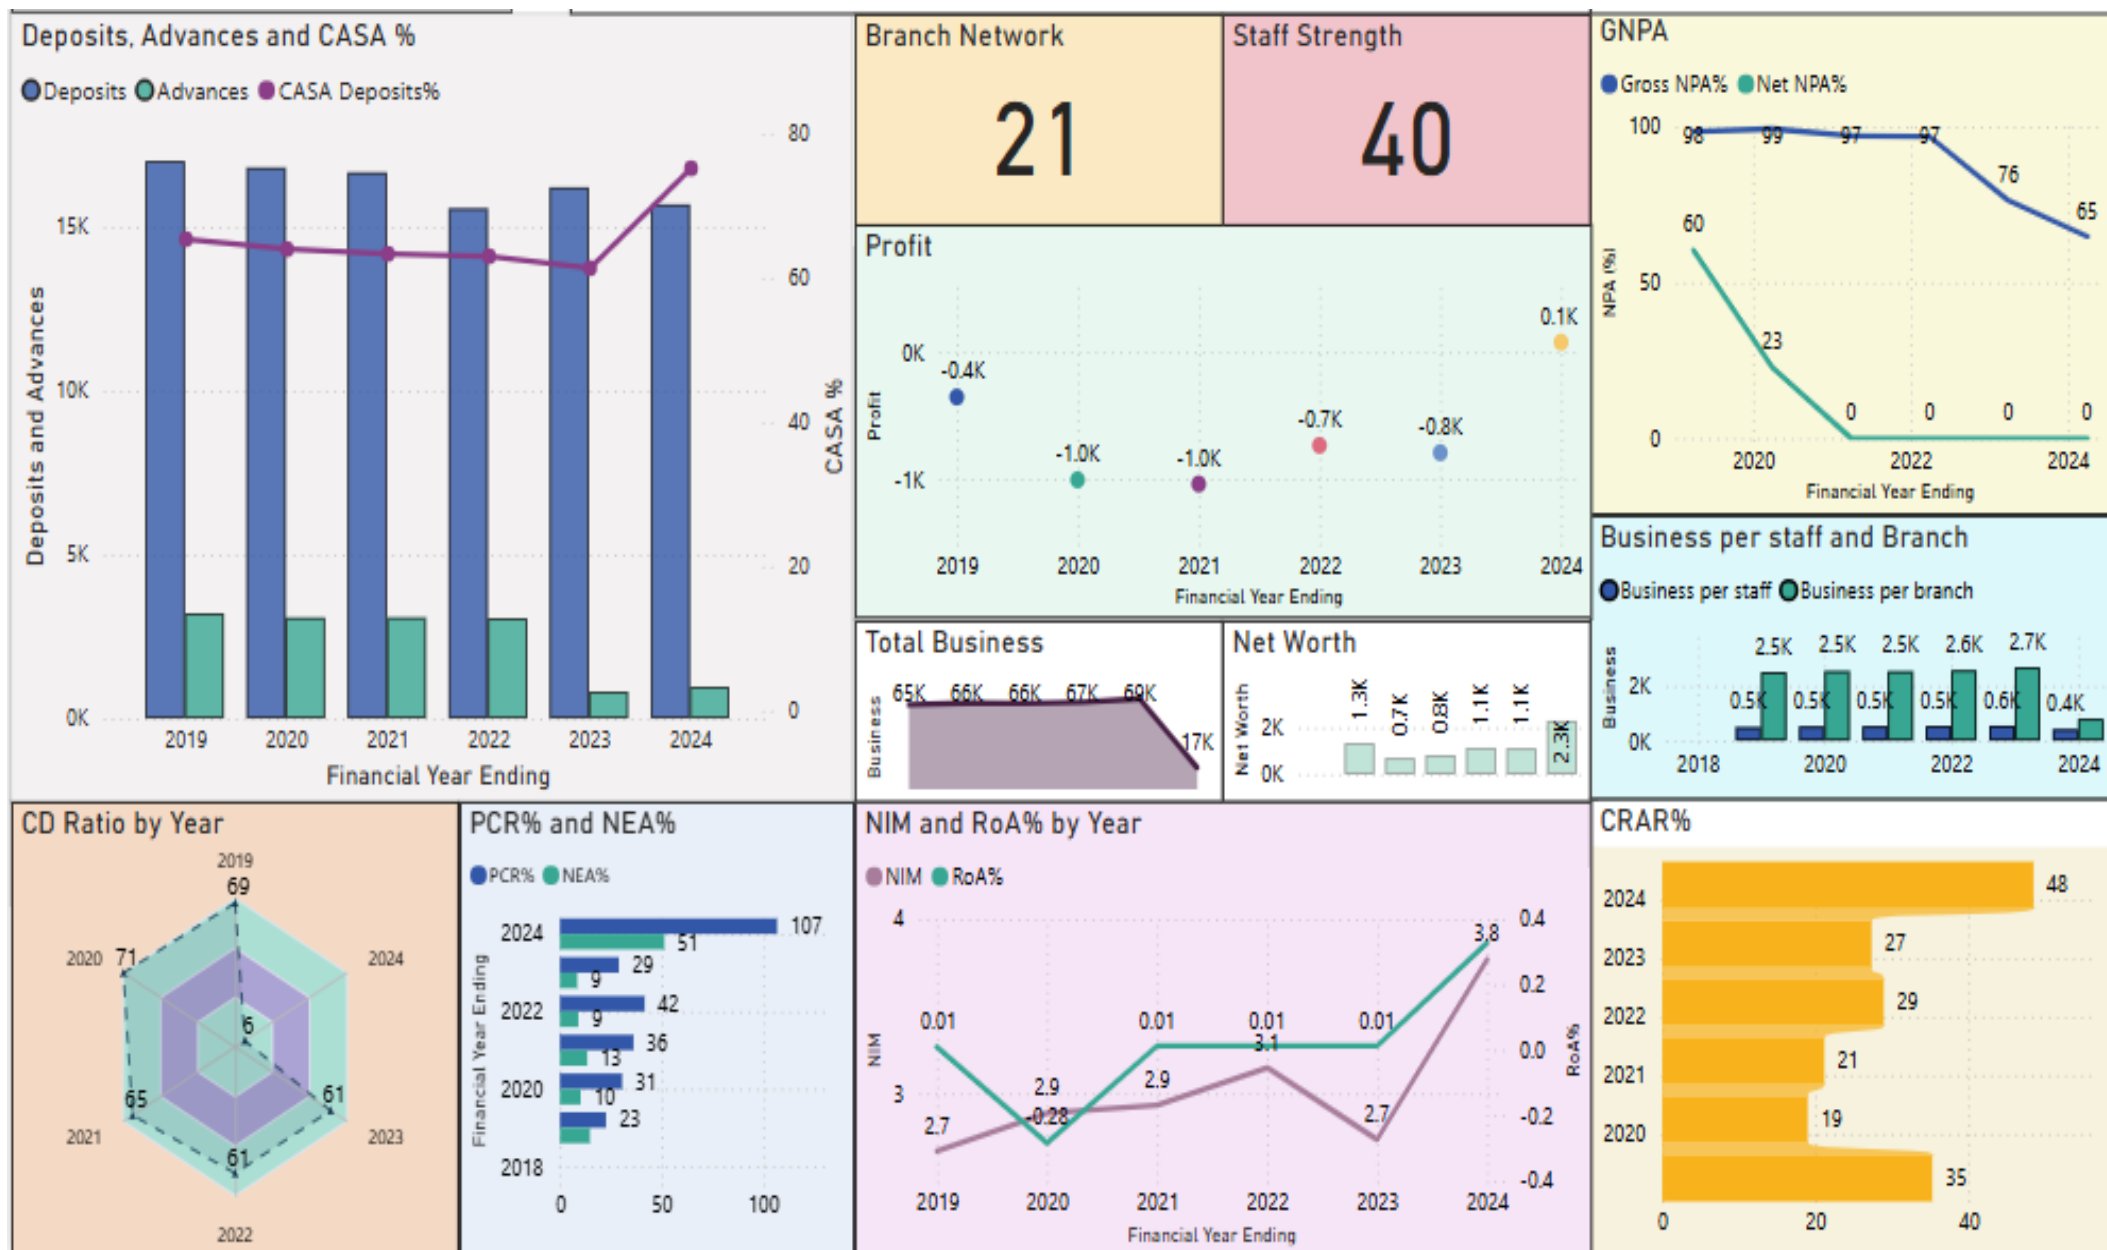 Deposits, Advances and CASA %
Deposits Advances CASA Deposits%
Deposits and Advances
15K
10K
5K
0K
80
60
40
20
0
CASA %
2019 2020 2021 2022 2023 2024
Financial Year Ending
Branch Network
21
Staff Strength
40
Profit
Profit
0K
-1K
-0.4K
-1.0K
-1.0K
-0.7K
-0.8K
0.1K
2019 2020 2021 2022 2023 2024
Financial Year Ending
GNPA
Gross NPA% Net NPA%
NPA (%)
100
50
0
98 99 97 97 76 65
60 23 0 0 0 0
2020 2022 2024
Financial Year Ending
Total Business
Business
65K 66K 66K 67K 69K 17K
Net Worth
Net Worth
2K
0K
1.3K 0.7K 0.8K 1.1K 1.1K 2.3K
Business per staff and Branch
Business per staff Business per branch
Business
2K
0K
2.5K 2.5K 2.5K 2.6K 2.7K
0.5K 0.5K 0.5K 0.5K 0.6K 0.4K
2018 2020 2022 2024
CD Ratio by Year
2019
69
2020 71
2024
6
65
61
2021
2023
61
2022
PCR% and NEA%
PCR% NEA%
Financial Year Ending
2024
2022
2020
2018
107
51
29
9
42
9
36
13
31
10
23
0 50 100
NIM and RoA% by Year
NIM RoA%
NIM
4
3
0.4
0.2
0.0
-0.2
-0.4
RoA%
0.01 -0.28 0.01 0.01 0.01
2.7 2.9 2.9 3.1 2.7 3.8
2019 2020 2021 2022 2023 2024
Financial Year Ending
CRAR%
2024 48
2023 27
2022 29
2021 21
2020 19
35
0 20 40